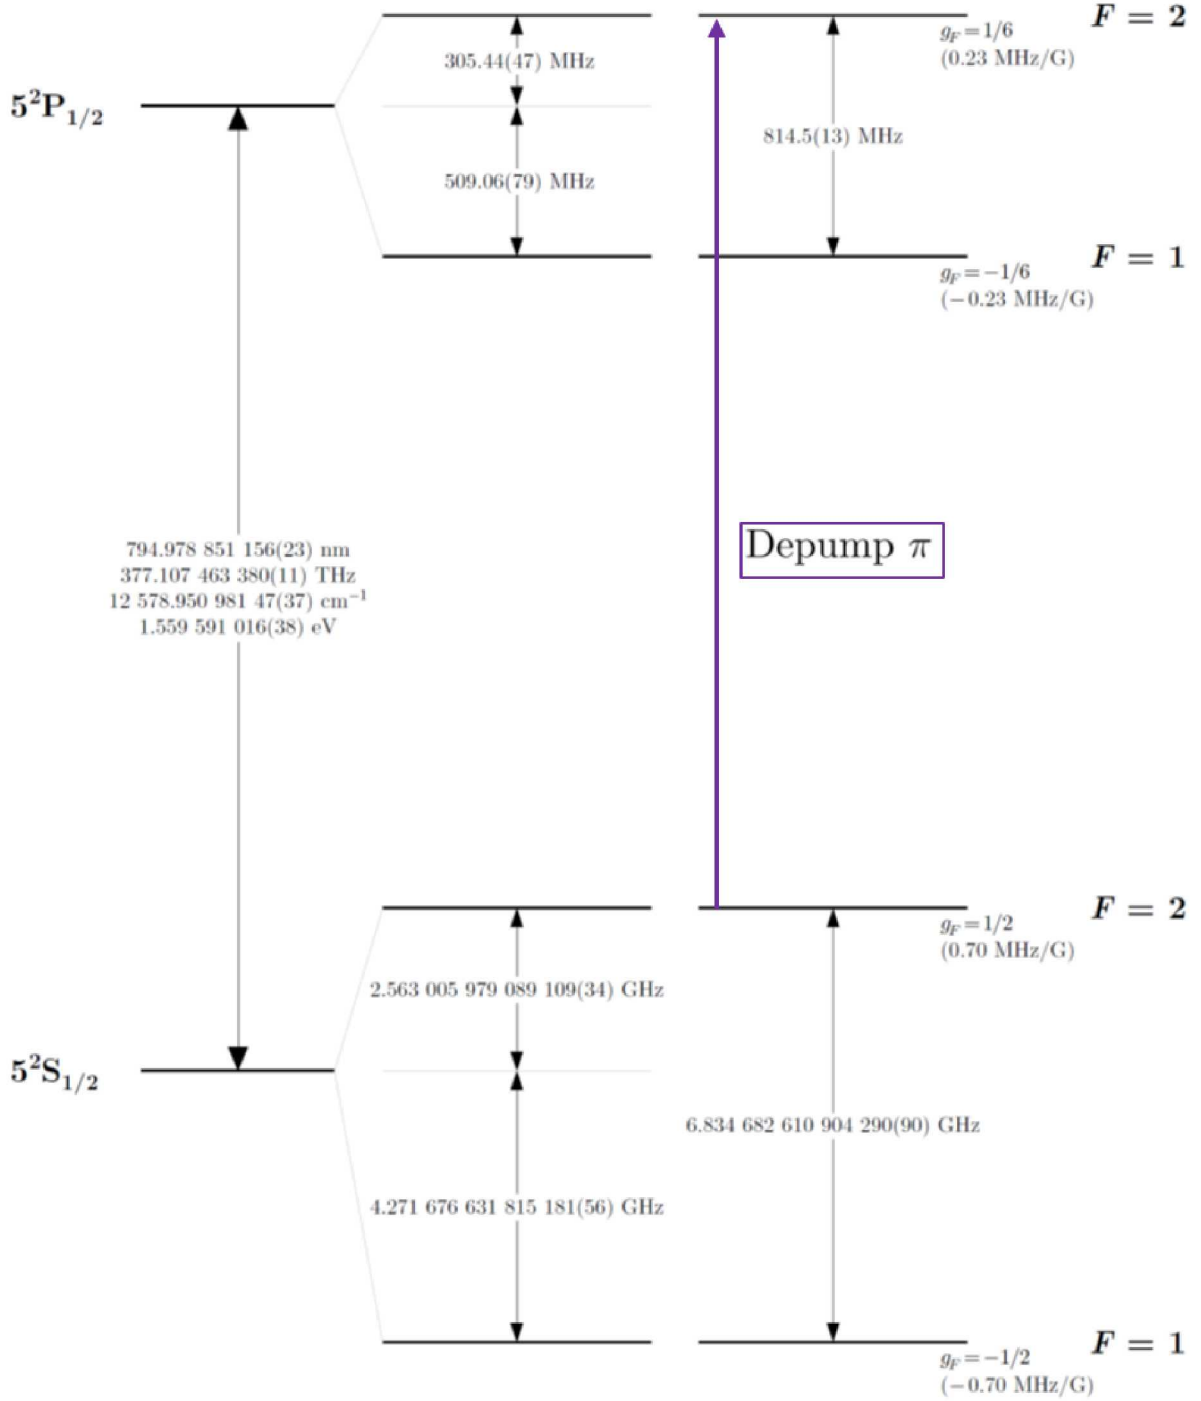 F = 2
g_F = 1/6
(0.23 MHz/G)
305.44(47) MHz
5²P₁/₂
814.5(13) MHz
509.06(79) MHz
F = 1
g_F = −1/6
(−0.23 MHz/G)
Depump π
794.978 851 156(23) nm
377.107 463 380(11) THz
12 578.950 981 47(37) cm⁻¹
1.559 591 016(38) eV
F = 2
g_F = 1/2
(0.70 MHz/G)
2.563 005 979 089 109(34) GHz
5²S₁/₂
6.834 682 610 904 290(90) GHz
4.271 676 631 815 181(56) GHz
F = 1
g_F = −1/2
(−0.70 MHz/G)